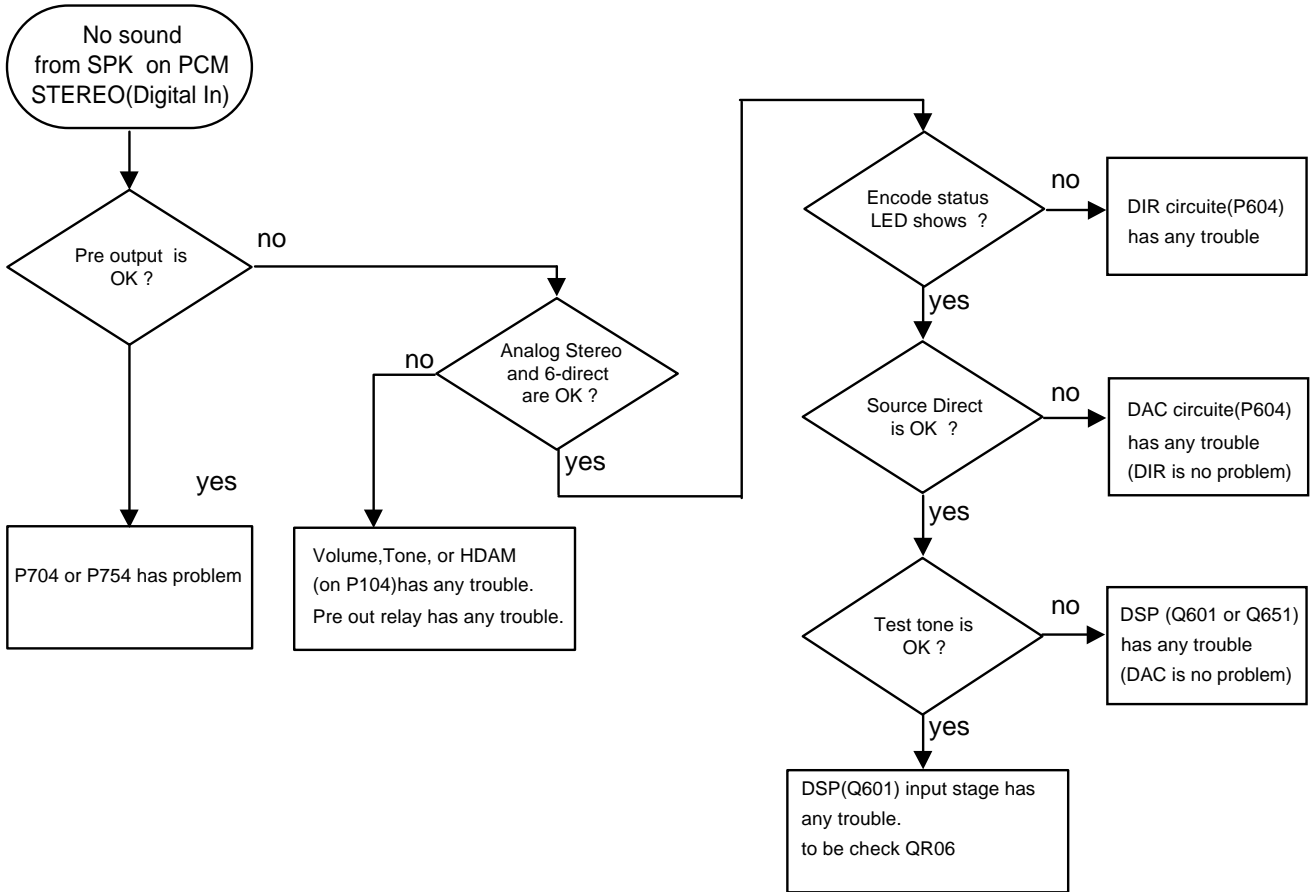 No sound
from SPK on PCM
STEREO(Digital In)
Pre output is
OK ?
no
yes
P704 or P754 has problem
Analog Stereo
and 6-direct
are OK ?
no
yes
Volume,Tone, or HDAM
(on P104)has any trouble.
Pre out relay has any trouble.
Encode status
LED shows ?
no
DIR circuite(P604)
has any trouble
yes
Source Direct
is OK ?
no
DAC circuite(P604)
has any trouble
(DIR is no problem)
yes
Test tone is
OK ?
no
DSP (Q601 or Q651)
has any trouble
(DAC is no problem)
yes
DSP(Q601) input stage has
any trouble.
to be check QR06